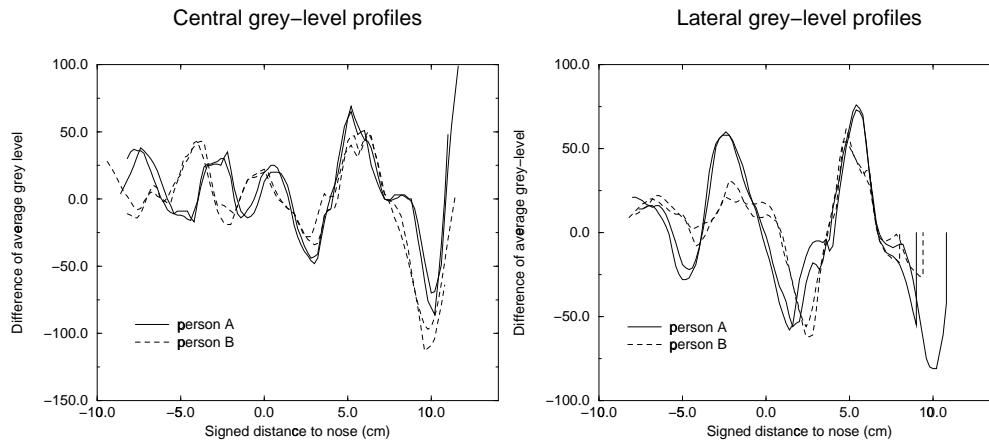 Central grey-level profiles
Difference of average grey level
100.0
50.0
0.0
-50.0
-100.0
-150.0
-10.0 -5.0 0.0 5.0 10.0
Signed distance to nose (cm)
person A
person B
Lateral grey-level profiles
Difference of average grey-level
100.0
50.0
0.0
-50.0
-100.0
-10.0 -5.0 0.0 5.0 10.0
Signed distance to nose (cm)
person A
person B